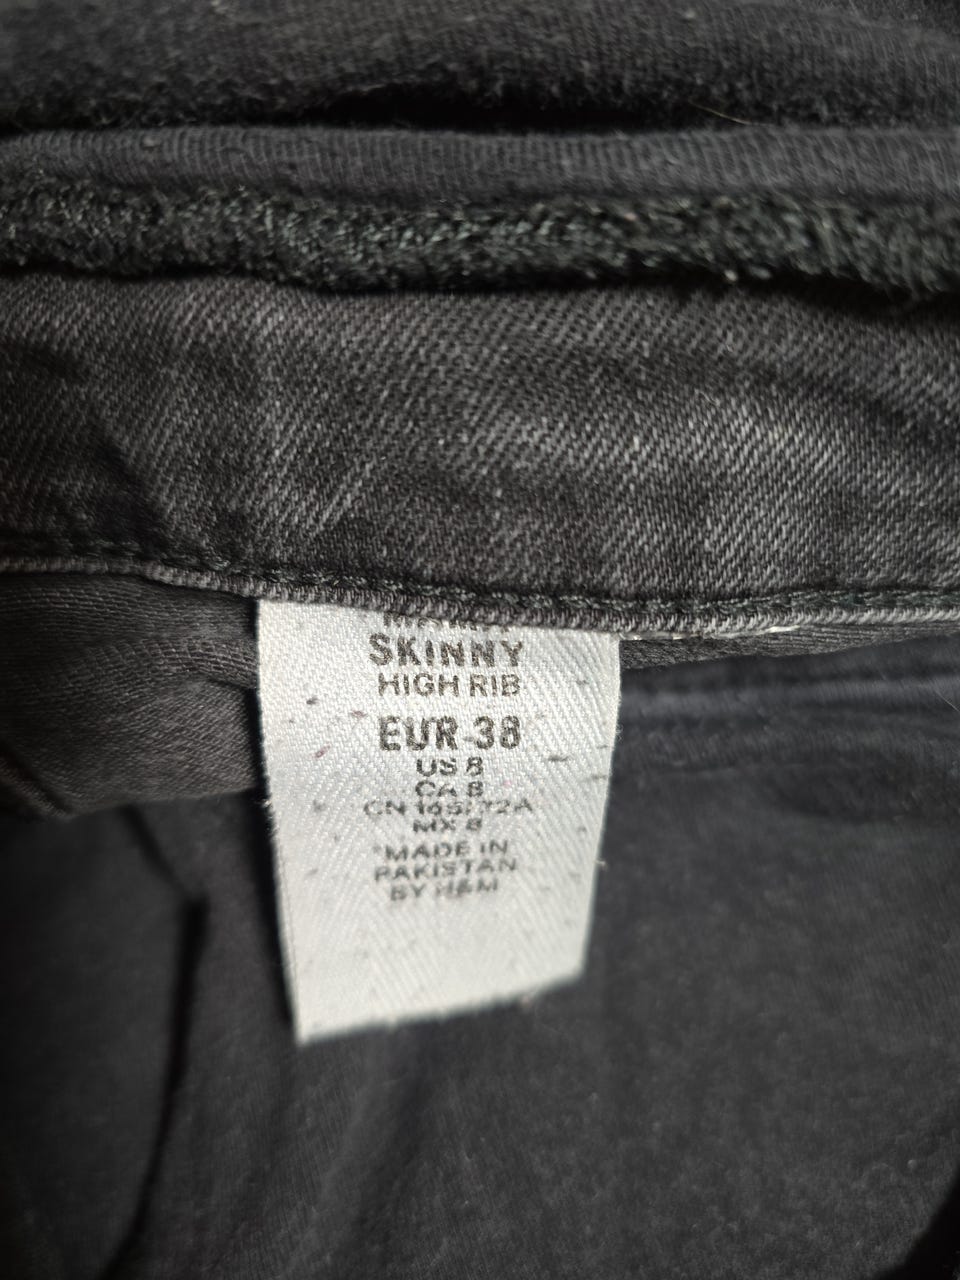 SKINNY
HIGH RIB
EUR 38
US 8
CA 8
CN 165/72A
MX 8
MADE IN
PAKISTAN
BY H&M